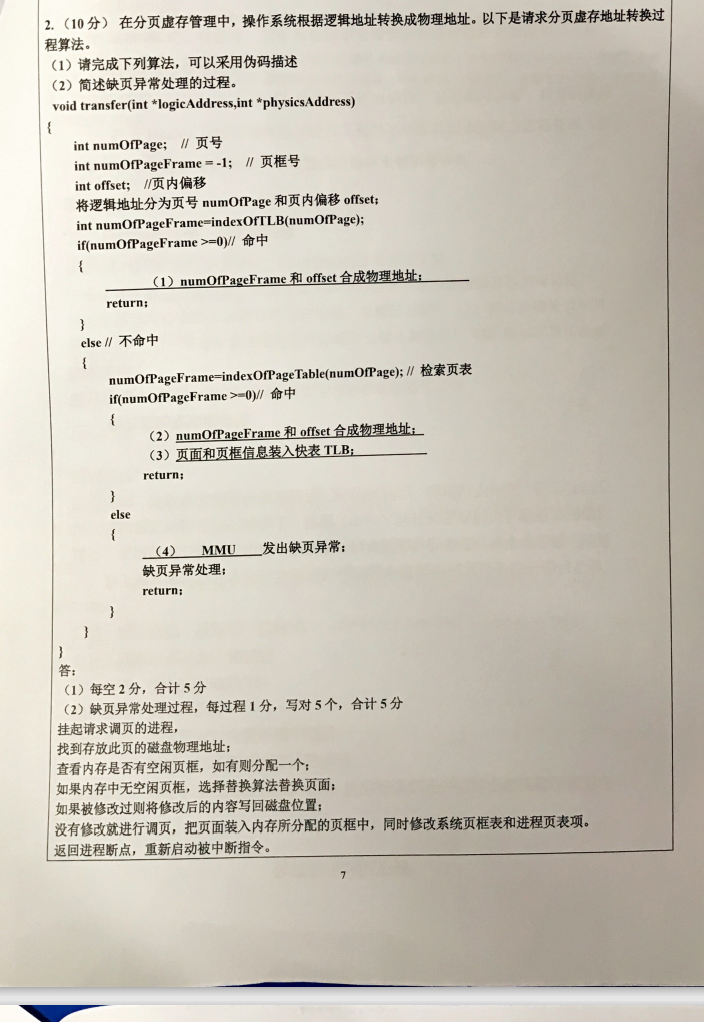 2.（10 分） 在分页虚存管理中，操作系统根据逻辑地址转换成物理地址。以下是请求分页虚存地址转换过
程算法。
（1）请完成下列算法，可以采用伪码描述
（2）简述缺页异常处理的过程。
void transfer(int *logicAddress,int *physicsAddress)
{
int numOfPage; // 页号
int numOfPageFrame = -1; // 页框号
int offset; //页内偏移
将逻辑地址分为页号 numOfPage 和页内偏移 offset;
int numOfPageFrame=indexOfTLB(numOfPage);
if(numOfPageFrame >=0)// 命中
{
（1）numOfPageFrame 和 offset 合成物理地址;
return;
}
else // 不命中
{
numOfPageFrame=indexOfPageTable(numOfPage); // 检索页表
if(numOfPageFrame >=0)// 命中
{
（2）numOfPageFrame 和 offset 合成物理地址;
（3）页面和页框信息装入快表 TLB;
return;
}
else
{
（4） MMU 发出缺页异常;
缺页异常处理;
return;
}
}
}
答:
（1）每空 2 分，合计 5 分
（2）缺页异常处理过程，每过程 1 分，写对 5 个，合计 5 分
挂起请求调页的进程，
找到存放此页的磁盘物理地址;
查看内存是否有空闲页框，如有则分配一个;
如果内存中无空闲页框，选择替换算法替换页面;
如果被修改过则将修改后的内容写回磁盘位置;
没有修改就进行调页，把页面装入内存所分配的页框中，同时修改系统页框表和进程页表项。
返回进程断点，重新启动被中断指令。
7